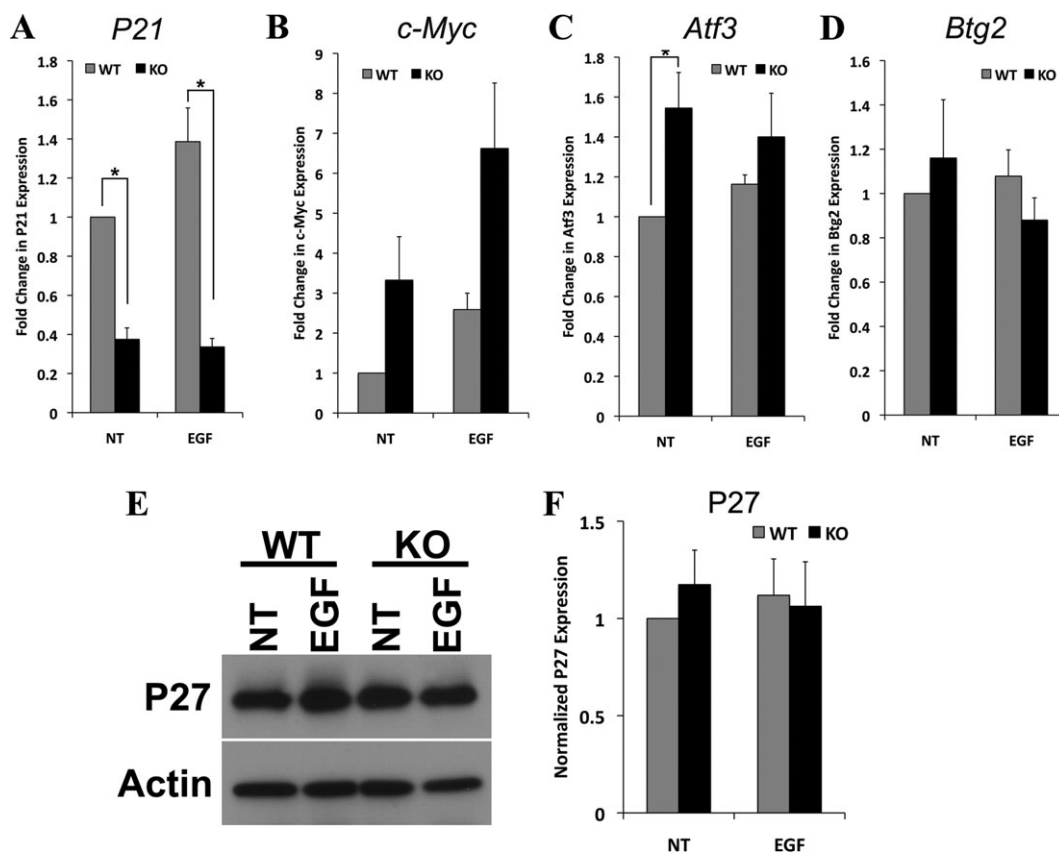 A
P21
Fold Change in P21 Expression
1.8
1.6
1.4
1.2
1
0.8
0.6
0.4
0.2
0
WT KO
*
*
NT EGF
B
c-Myc
Fold Change in c-Myc Expression
9
8
7
6
5
4
3
2
1
0
WT KO
NT EGF
C
Atf3
Fold Change in Atf3 Expression
1.8
1.6
1.4
1.2
1
0.8
0.6
0.4
0.2
0
*
WT KO
NT EGF
D
Btg2
Fold Change in Btg2 Expression
1.6
1.4
1.2
1
0.8
0.6
0.4
0.2
0
WT KO
NT EGF
E
WT KO
NT EGF NT EGF
P27
Actin
F
P27
Normalized P27 Expression
1.5
1
0.5
0
WT KO
NT EGF